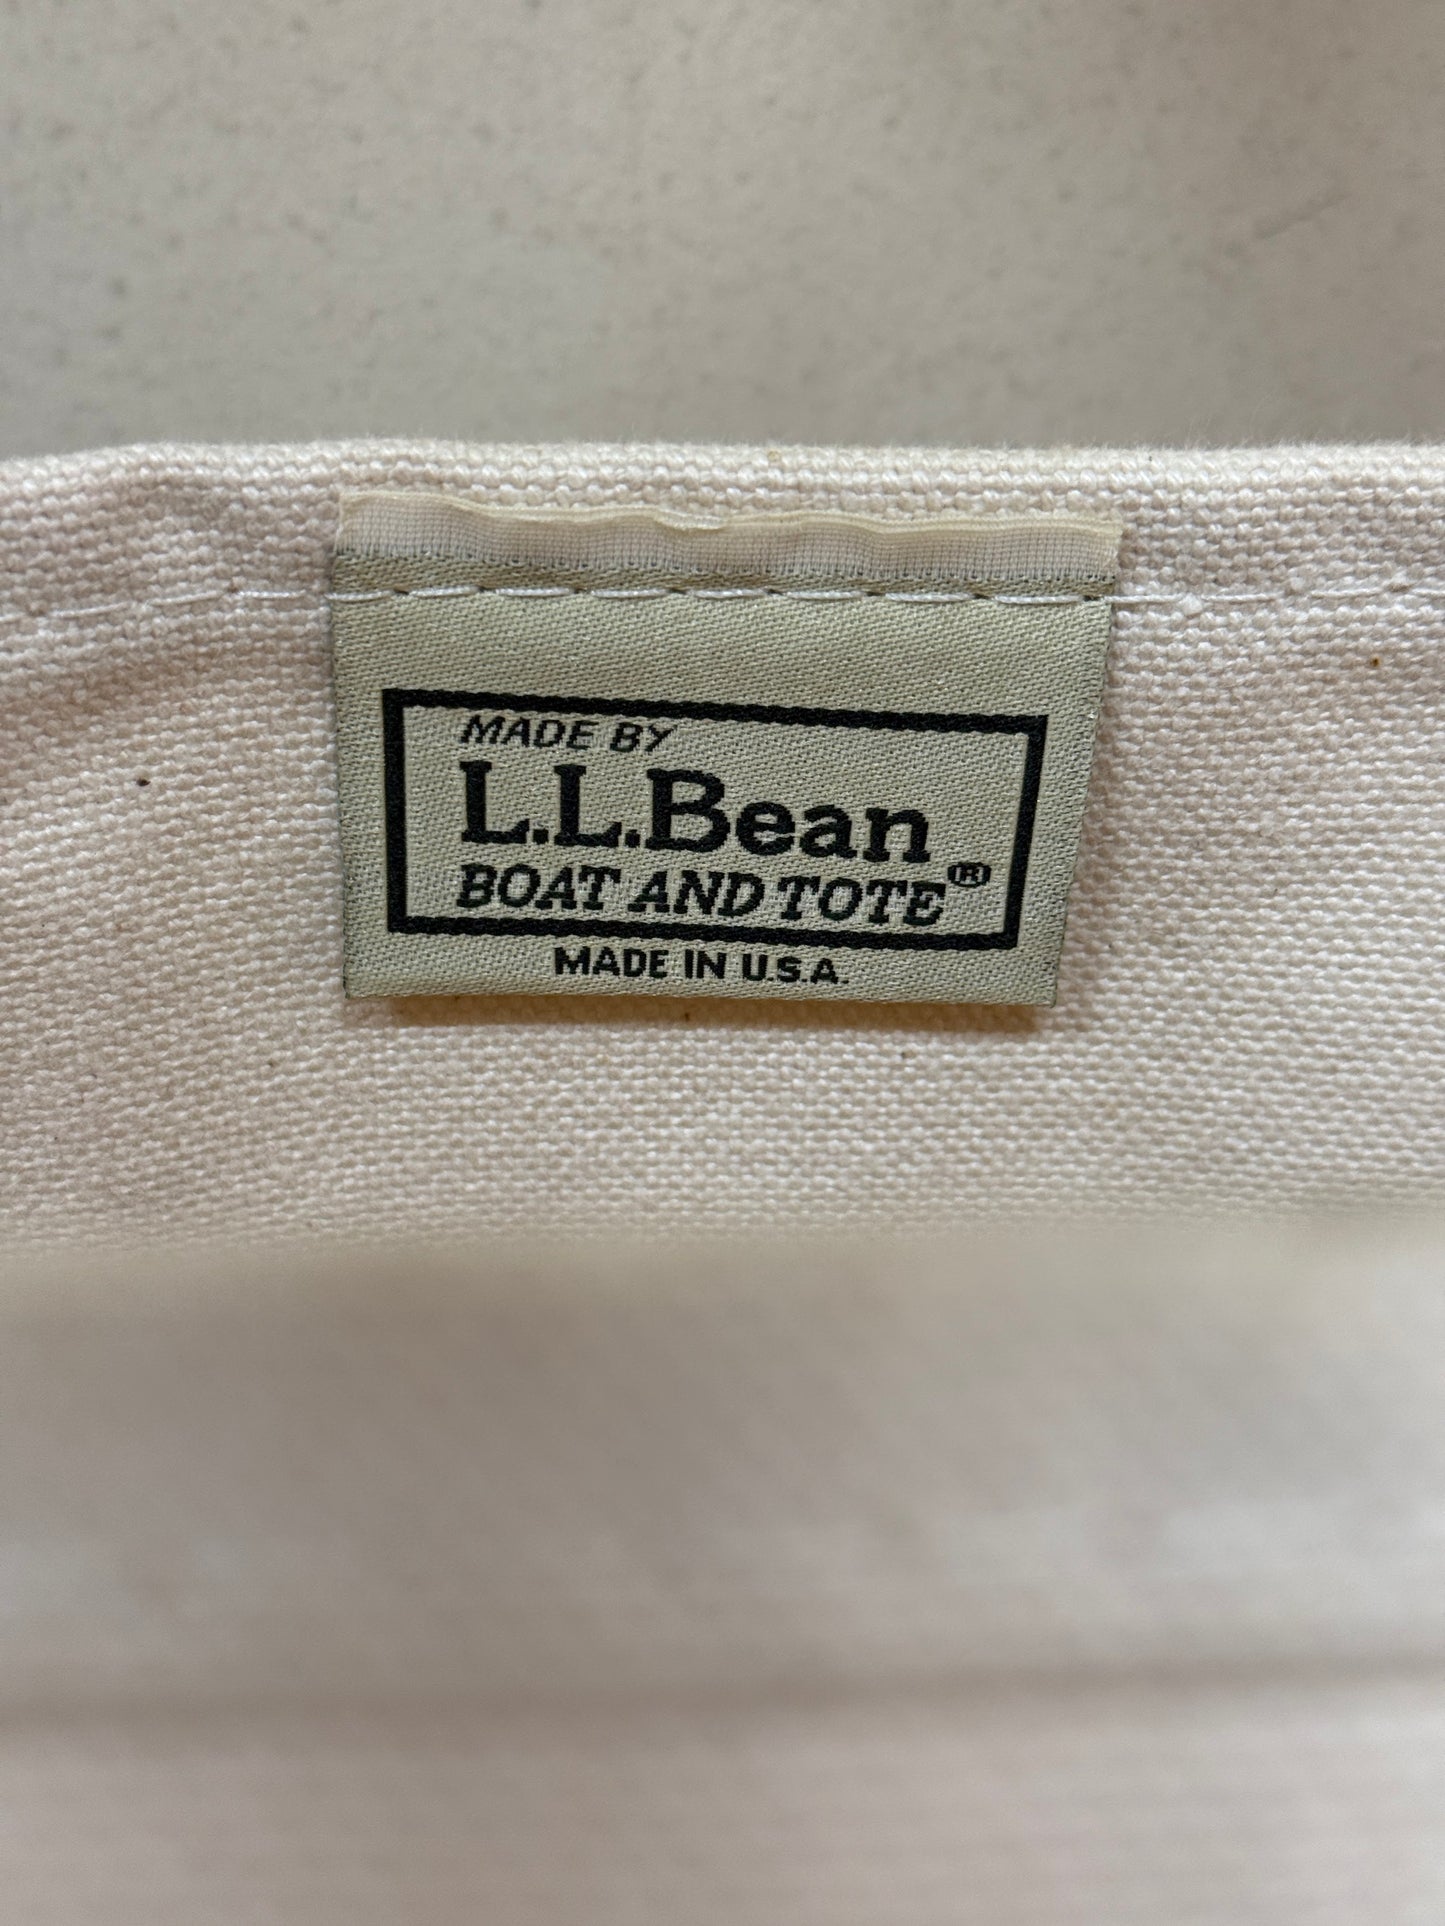 MADE BY
L.L.Bean
BOAT AND TOTE®
MADE IN U.S.A.